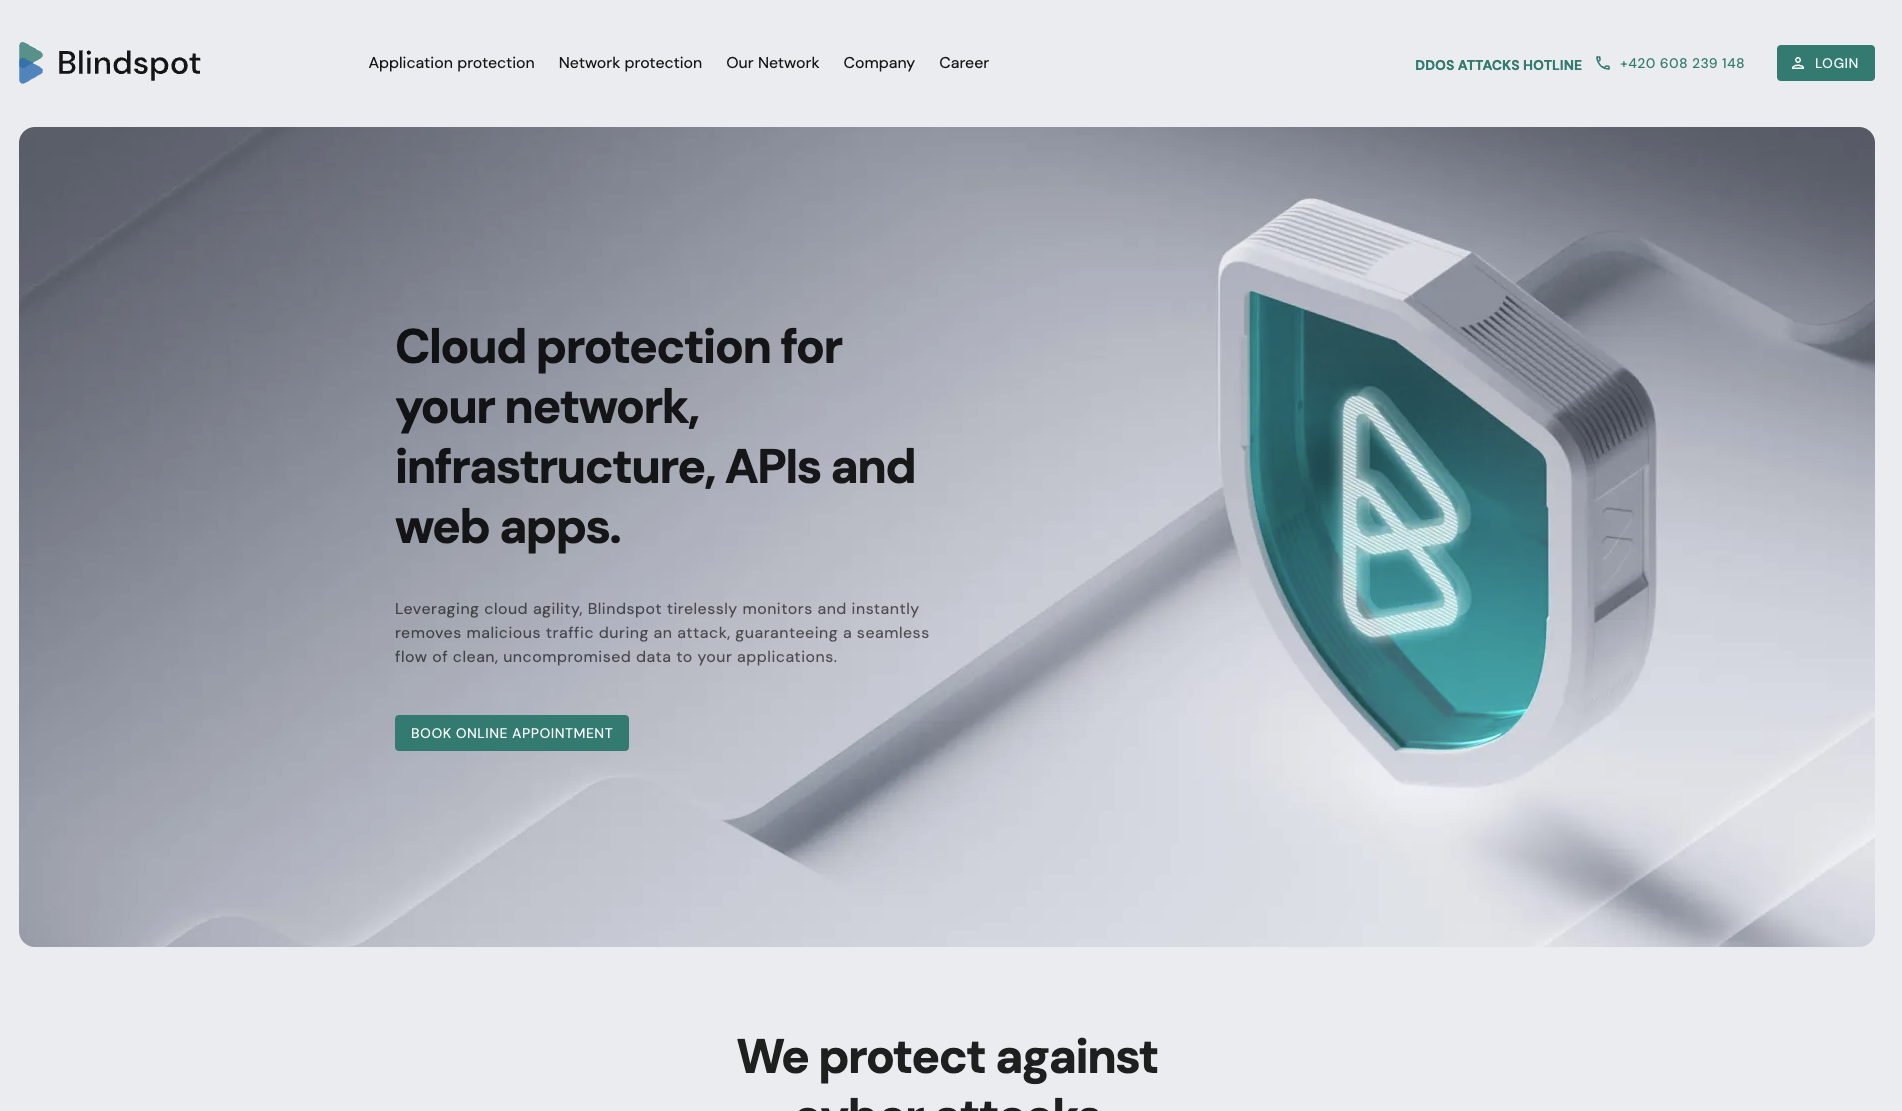 Blindspot
Application protection
Network protection
Our Network
Company
Career
DDOS ATTACKS HOTLINE
+420 608 239 148
LOGIN
Cloud protection for
your network,
infrastructure, APIs and
web apps.
Leveraging cloud agility, Blindspot tirelessly monitors and instantly
removes malicious traffic during an attack, guaranteeing a seamless
flow of clean, uncompromised data to your applications.
BOOK ONLINE APPOINTMENT
We protect against
cyber attacks